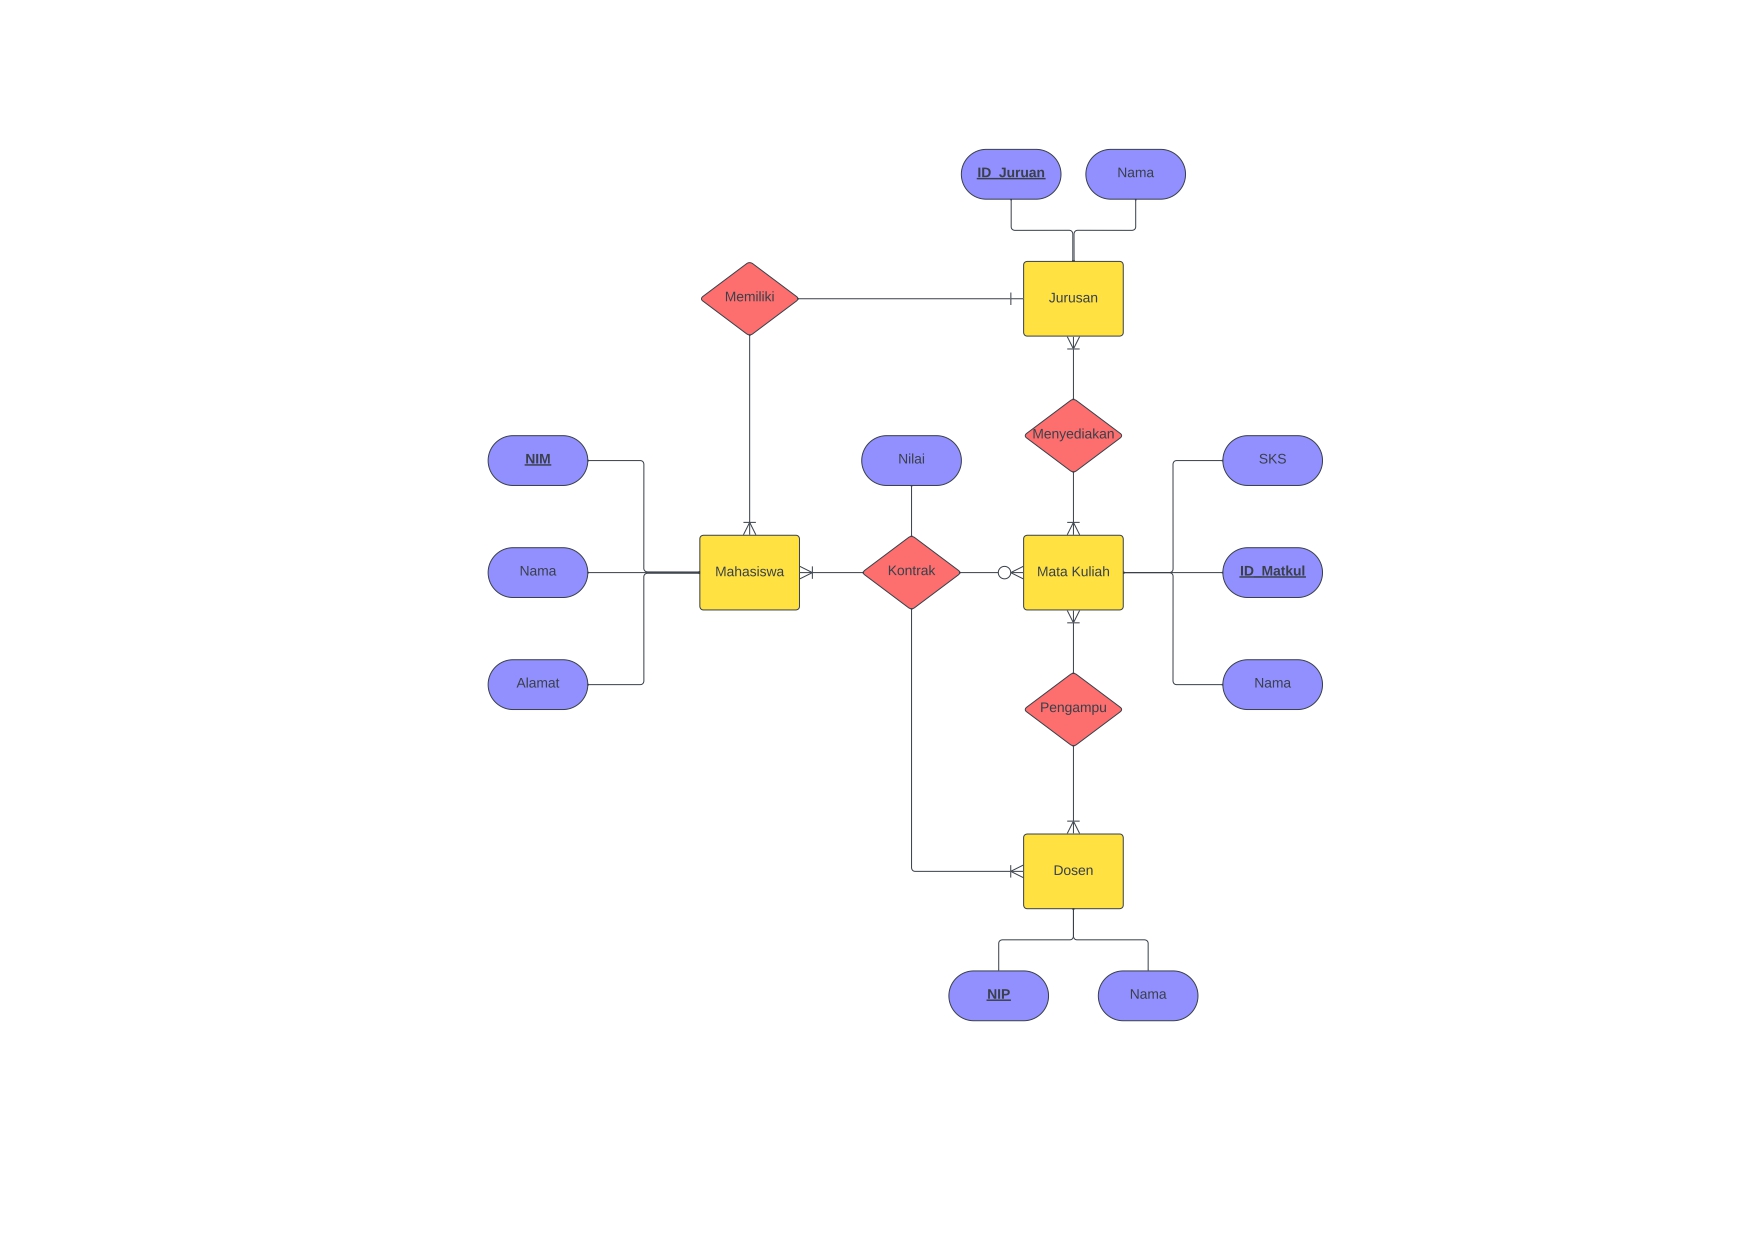 ID_Juruan
Nama
Memiliki
Jurusan
Menyediakan
NIM
Nilai
SKS
Nama
Mahasiswa
Kontrak
Mata Kuliah
ID_Matkul
Alamat
Nama
Pengampu
Dosen
NIP
Nama